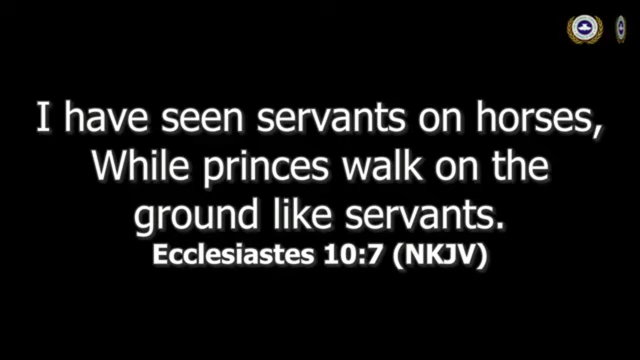 I have seen servants on horses,
While princes walk on the
ground like servants.
Ecclesiastes 10:7 (NKJV)